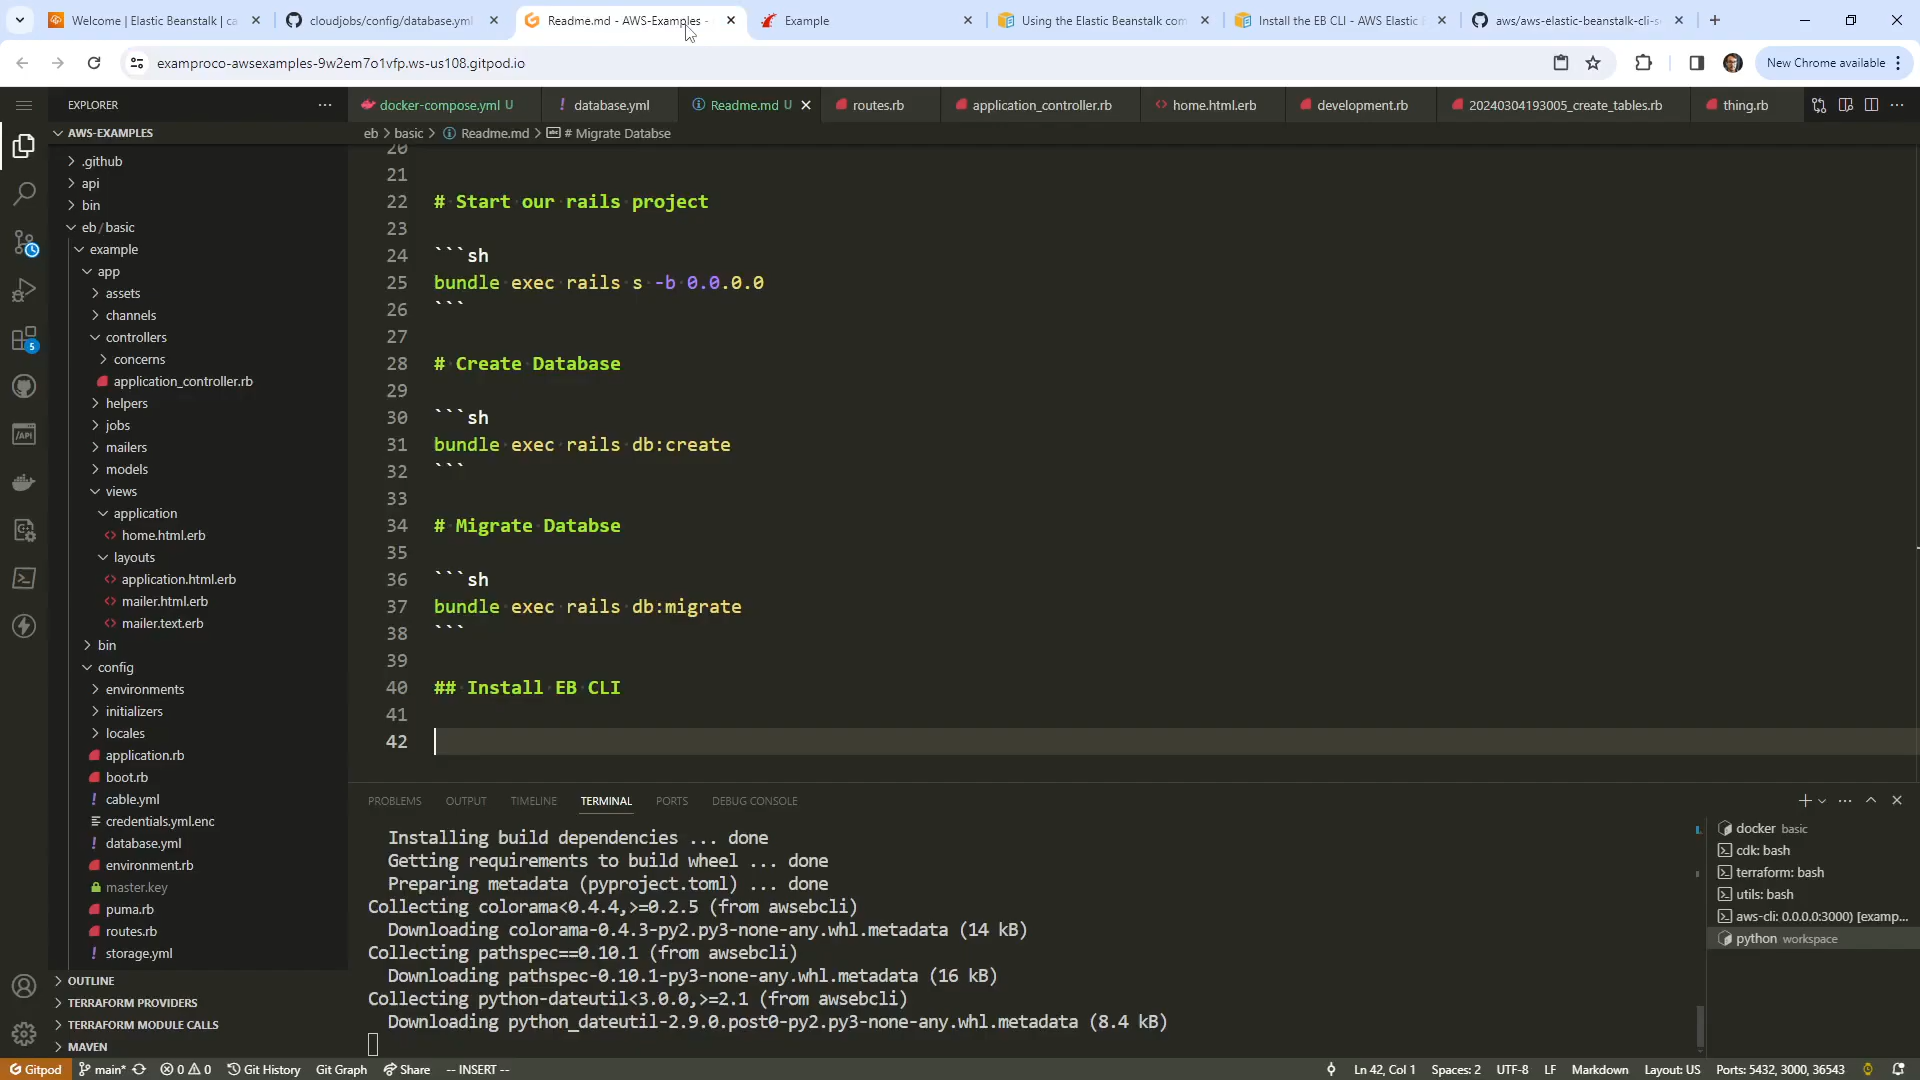 Welcome | Elastic Beanstalk | ca
cloudjobs/config/database.yml
Readme.md - AWS-Examples -
Example
Using the Elastic Beanstalk com
Install the EB CLI - AWS Elastic
aws/aws-elastic-beanstalk-cli-s
examproco-awsexamples-9w2em7o1vfp.ws-us108.gitpod.io
New Chrome available
EXPLORER
docker-compose.yml U
database.yml
Readme.md U
routes.rb
application_controller.rb
home.html.erb
development.rb
20240304193005_create_tables.rb
thing.rb
AWS-EXAMPLES
eb > basic > Readme.md > # Migrate Databse
.github
api
bin
eb / basic
example
app
assets
channels
controllers
concerns
application_controller.rb
helpers
jobs
mailers
models
views
application
home.html.erb
layouts
application.html.erb
mailer.html.erb
mailer.text.erb
bin
config
environments
initializers
locales
application.rb
boot.rb
cable.yml
credentials.yml.enc
database.yml
environment.rb
master.key
puma.rb
routes.rb
storage.yml
OUTLINE
TERRAFORM PROVIDERS
TERRAFORM MODULE CALLS
MAVEN
20
21
22 # Start our rails project
23
24 ```sh
25 bundle exec rails s -b 0.0.0.0
26 ```
27
28 # Create Database
29
30 ```sh
31 bundle exec rails db:create
32 ```
33
34 # Migrate Databse
35
36 ```sh
37 bundle exec rails db:migrate
38 ```
39
40 ## Install EB CLI
41
42
PROBLEMS OUTPUT TIMELINE TERMINAL PORTS DEBUG CONSOLE
Installing build dependencies ... done
Getting requirements to build wheel ... done
Preparing metadata (pyproject.toml) ... done
Collecting colorama<0.4.4,>=0.2.5 (from awsebcli)
Downloading colorama-0.4.3-py2.py3-none-any.whl.metadata (14 kB)
Collecting pathspec==0.10.1 (from awsebcli)
Downloading pathspec-0.10.1-py3-none-any.whl.metadata (16 kB)
Collecting python-dateutil<3.0.0,>=2.1 (from awsebcli)
Downloading python_dateutil-2.9.0.post0-py2.py3-none-any.whl.metadata (8.4 kB)
docker basic
cdk: bash
terraform: bash
utils: bash
aws-cli: 0.0.0.0:3000) [examp...
python workspace
5
/API
Gitpod main* 0 0 Git History Git Graph Share -- INSERT -- Ln 42, Col 1 Spaces: 2 UTF-8 LF Markdown Layout: US Ports: 5432, 3000, 36543